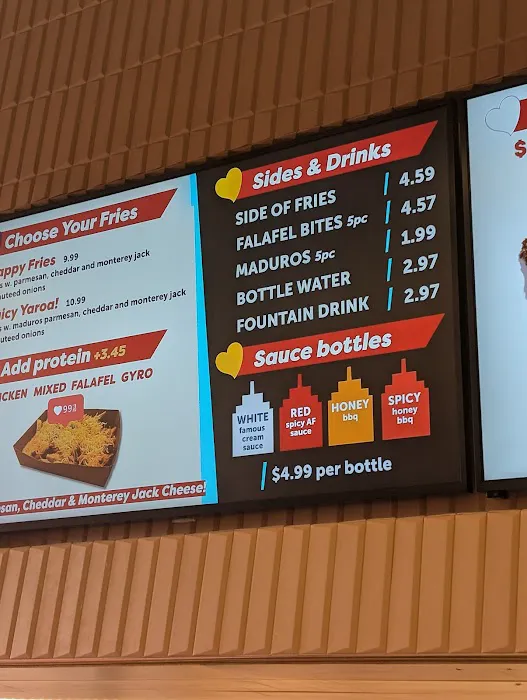 Choose Your Fries
appy Fries 9.99
s w. parmesan, cheddar and monterey jack
uteed onions
icy Yaroa! 10.99
s w. maduros parmesan, cheddar and monterey jack
uteed onions
Add protein +3.45
ICKEN MIXED FALAFEL GYRO
993
san, Cheddar & Monterey Jack Cheese!
Sides & Drinks
SIDE OF FRIES | 4.59
FALAFEL BITES 5pc | 4.57
MADUROS 5pc | 1.99
BOTTLE WATER | 2.97
FOUNTAIN DRINK | 2.97
Sauce bottles
WHITE
famous
cream
sauce
RED
spicy AF
sauce
HONEY
bbq
SPICY
honey
bbq
$4.99 per bottle
$